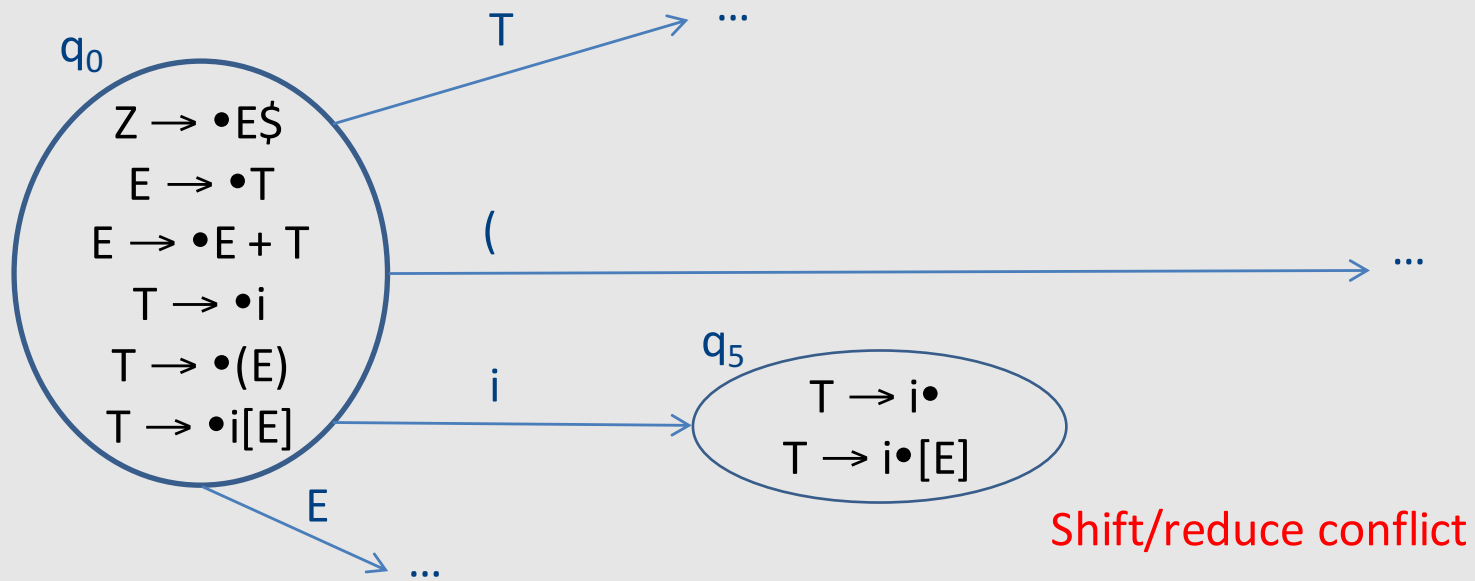 T
...
q₀
Z → •E$
E → •T
E → •E + T
T → •i
T → •(E)
T → •i[E]
(
...
i
q₅
T → i•
T → i•[E]
E
...
Shift/reduce conflict